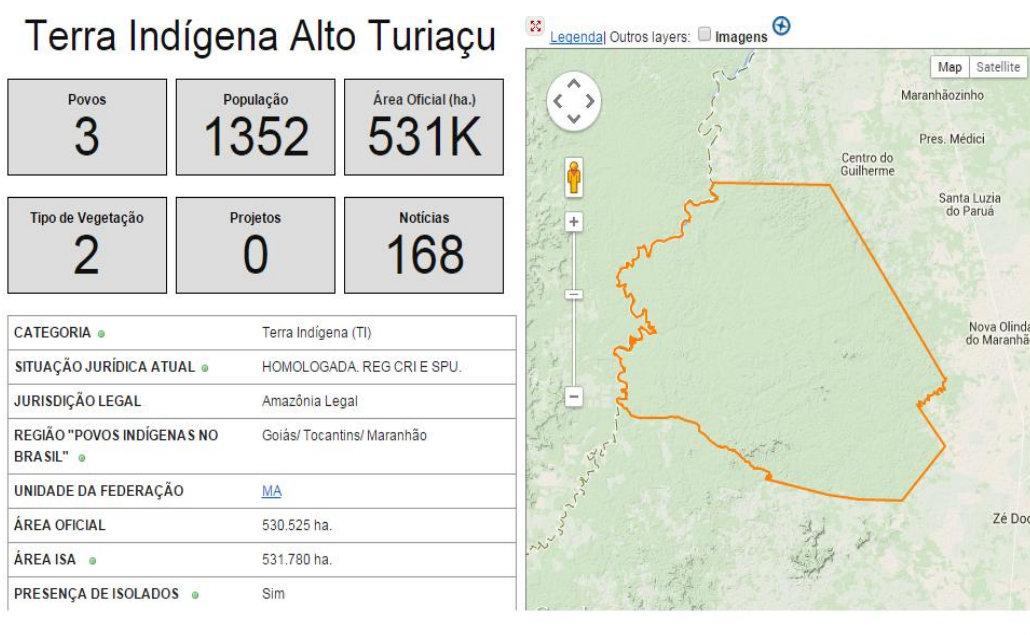 Terra Indígena Alto Turiaçu
Povos
3
População
1352
Área Oficial (ha.)
531K
Tipo de Vegetação
2
Projetos
0
Notícias
168
CATEGORIA Terra Indígena (TI)
SITUAÇÃO JURÍDICA ATUAL HOMOLOGADA. REG CRI E SPU.
JURISDIÇÃO LEGAL Amazônia Legal
REGIÃO "POVOS INDÍGENAS NO Goiás/ Tocantins/ Maranhão
BRASIL"
UNIDADE DA FEDERAÇÃO MA
ÁREA OFICIAL 530.525 ha.
ÁREA ISA 531.780 ha.
PRESENÇA DE ISOLADOS Sim
Legenda| Outros layers: Imagens
Map Satellite
Maranhãozinho
Pres. Médici
Centro do
Guilherme
Santa Luzia
do Paruá
Nova Olinda
do Maranhã
Zé Doc